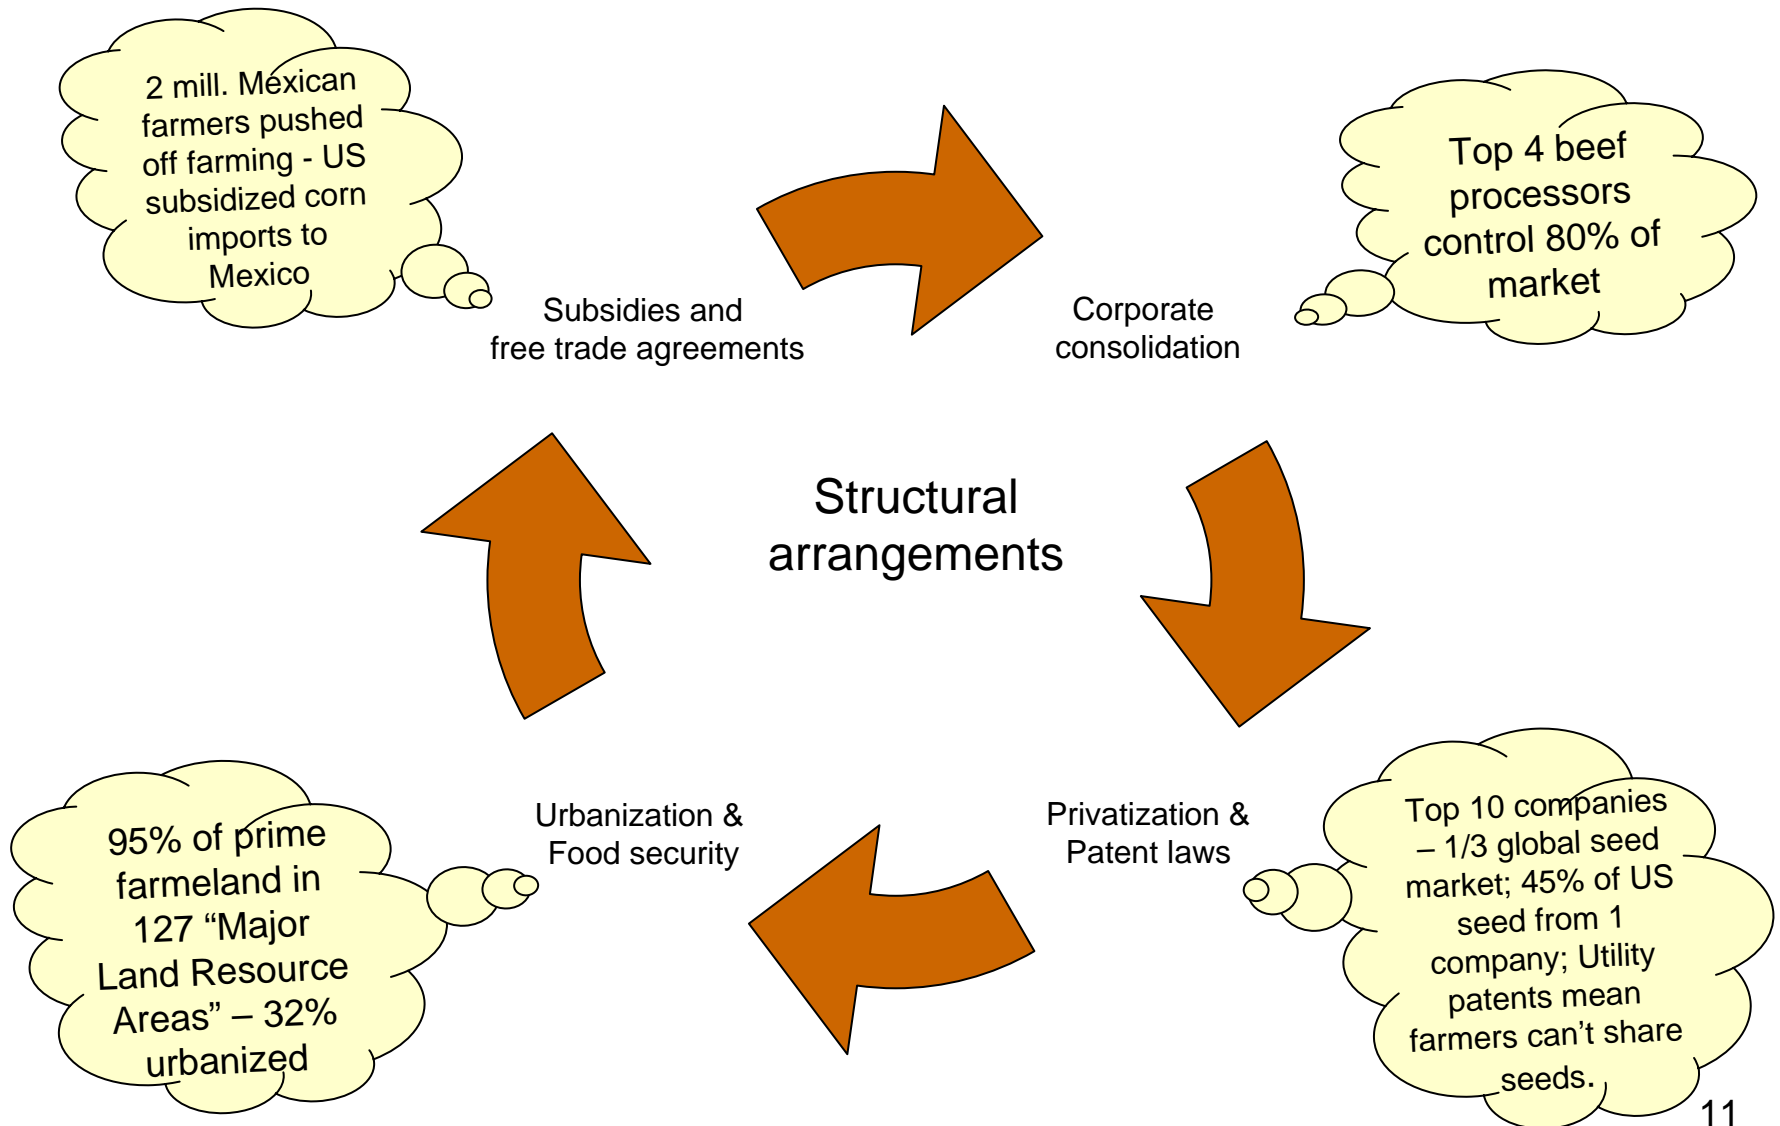 2 mill. Mexican
farmers pushed
off farming - US
subsidized corn
imports to
Mexico
Top 4 beef
processors
control 80% of
market
Subsidies and
free trade agreements
Corporate
consolidation
Structural
arrangements
Urbanization &
Food security
Privatization &
Patent laws
95% of prime
farmeland in
127 “Major
Land Resource
Areas” – 32%
urbanized
Top 10 companies
– 1/3 global seed
market; 45% of US
seed from 1
company; Utility
patents mean
farmers can’t share
seeds.
11